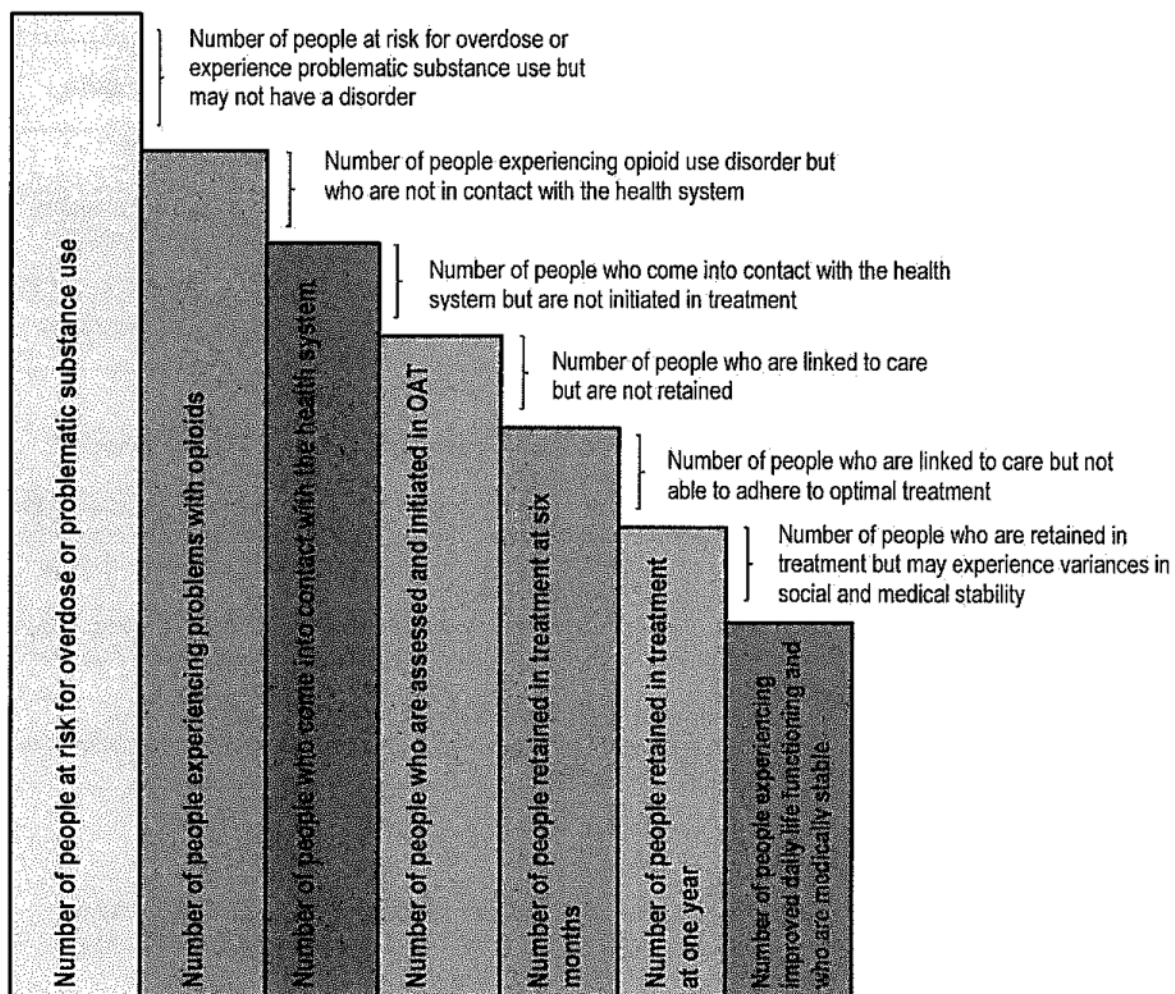 Number of people at risk for overdose or
experience problematic substance use but
may not have a disorder
Number of people experiencing opioid use disorder but
who are not in contact with the health system
Number of people who come into contact with the health
system but are not initiated in treatment
Number of people who are linked to care
but are not retained
Number of people who are linked to care but not
able to adhere to optimal treatment
Number of people who are retained in
treatment but may experience variances in
social and medical stability
Number of people at risk for overdose or problematic substance use
Number of people experiencing problems with opioids
Number of people who come into contact with the health system
Number of people who are assessed and initiated in OAT
Number of people retained in treatment at six
months
Number of people retained in treatment
at one year
Number of people experiencing
improved daily life functioning and
who are medically stable